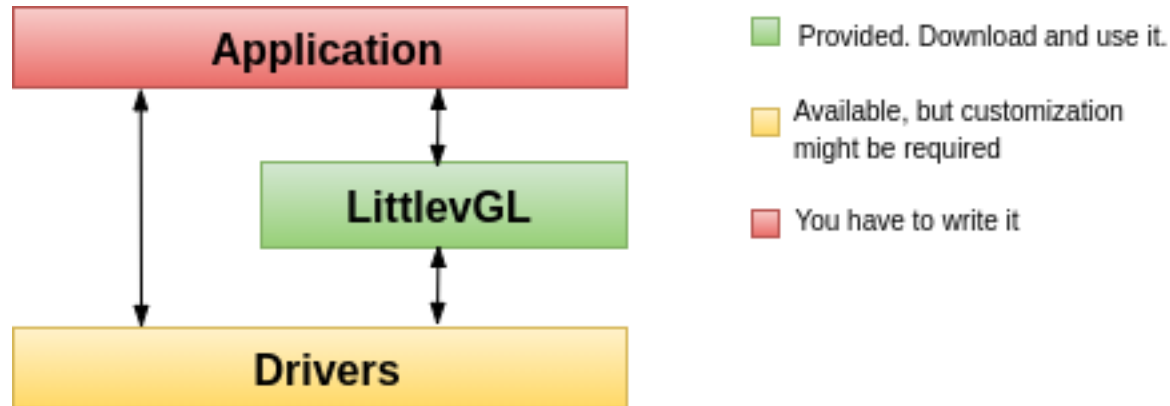 Application
LittlevGL
Drivers
Provided. Download and use it.
Available, but customization
might be required
You have to write it